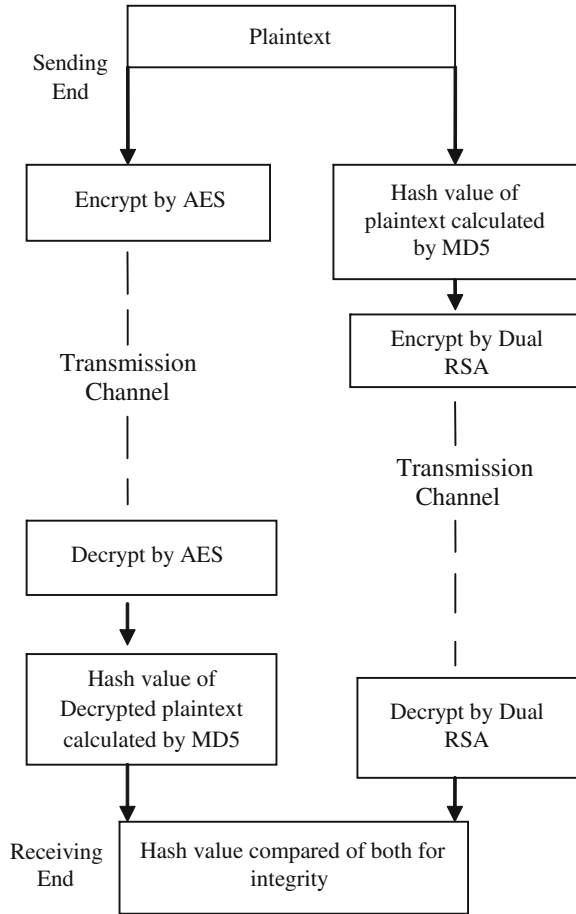 Plaintext
Sending
End
Encrypt by AES
Hash value of
plaintext calculated
by MD5
Encrypt by Dual
RSA
Transmission
Channel
Transmission
Channel
Decrypt by AES
Hash value of
Decrypted plaintext
calculated by MD5
Decrypt by Dual
RSA
Receiving
End
Hash value compared of both for
integrity